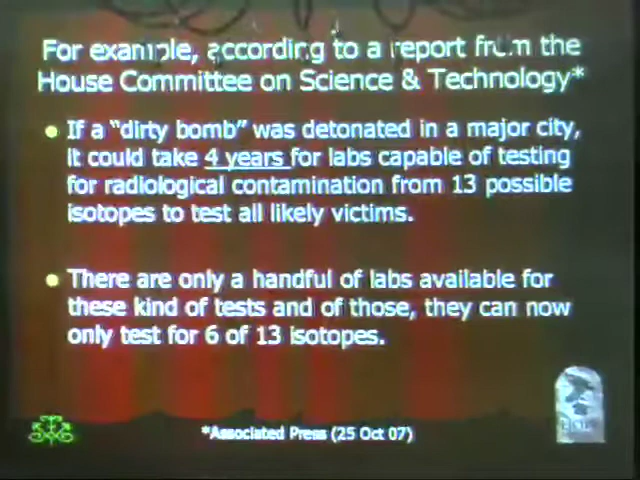 For example, according to a report from the
House Committee on Science & Technology*
If a "dirty bomb" was detonated in a major city,
it could take 4 years for labs capable of testing
for radiological contamination from 13 possible
isotopes to test all likely victims.
There are only a handful of labs available for
these kind of tests and of those, they can now
only test for 6 of 13 isotopes.
*Associated Press (25 Oct 07)